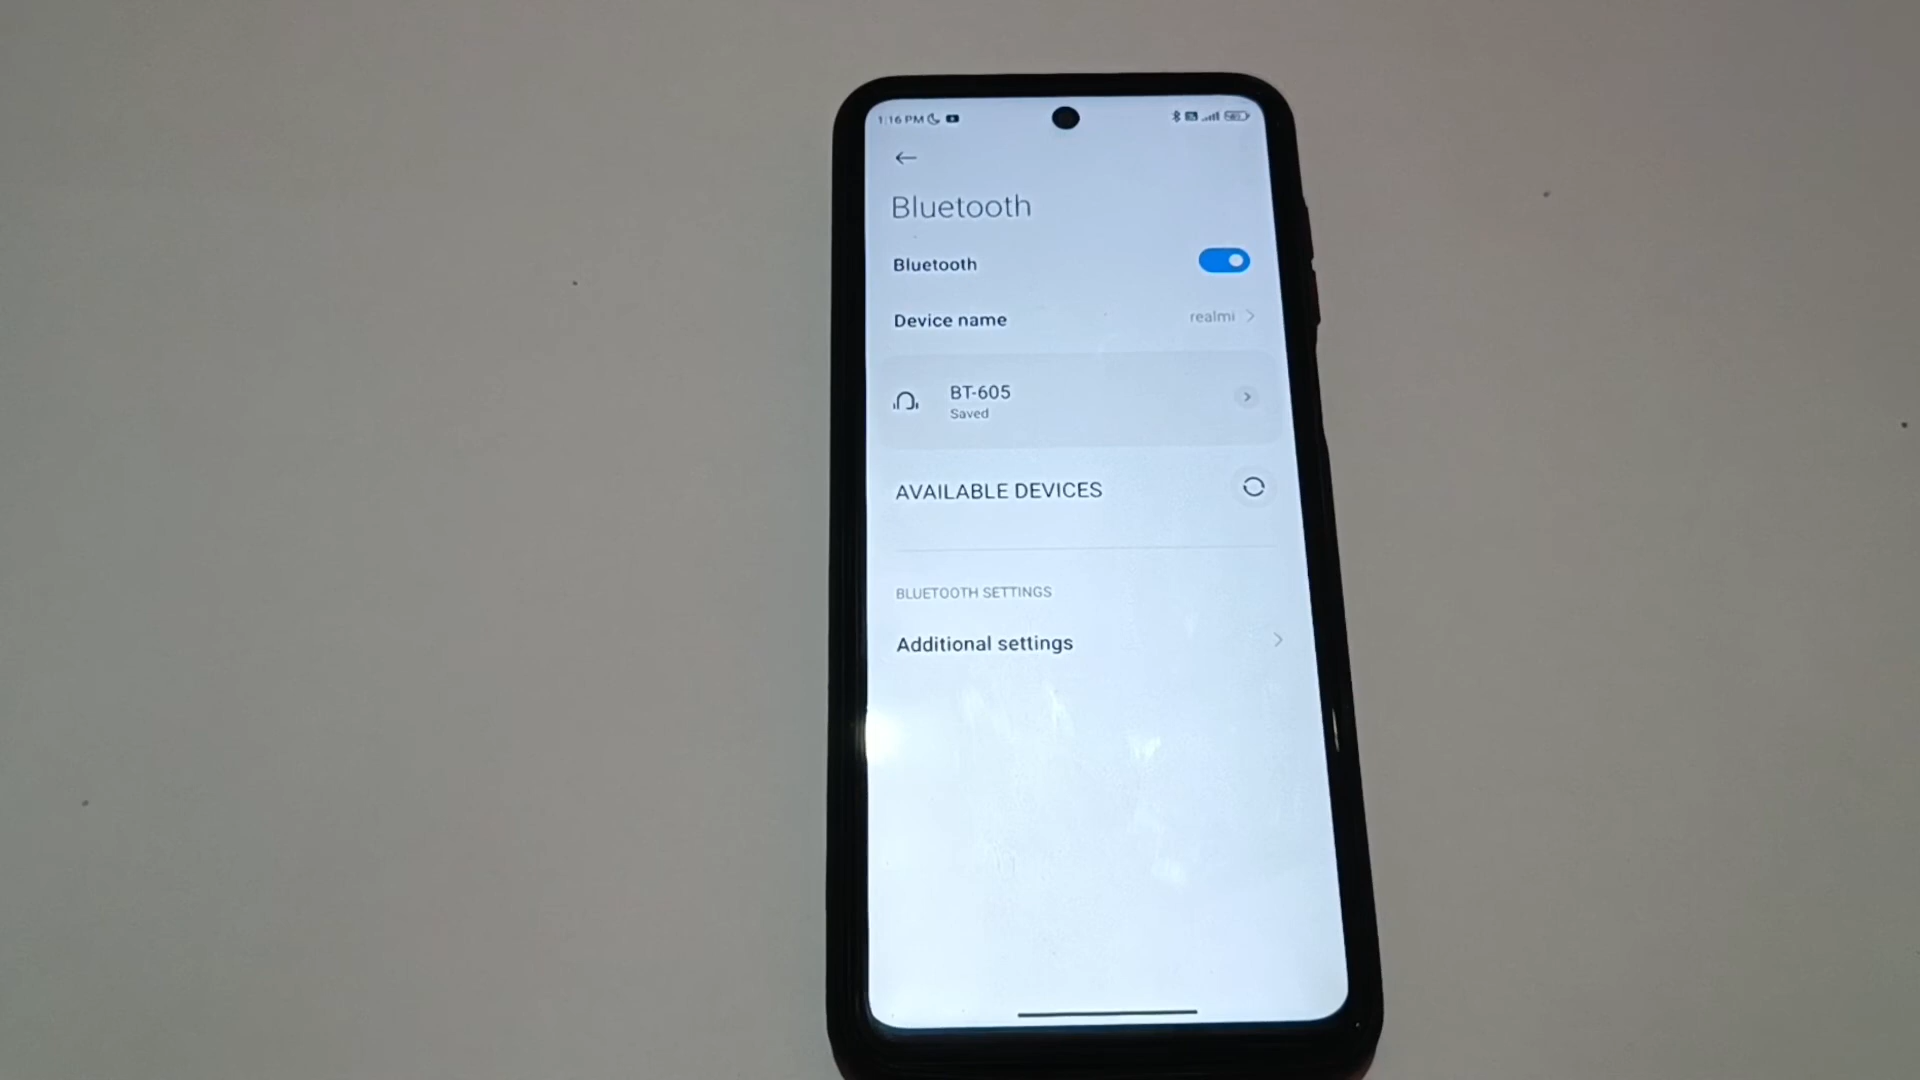 1:16 PM
Bluetooth
Bluetooth
Device name realmi
BT-605
Saved
AVAILABLE DEVICES
BLUETOOTH SETTINGS
Additional settings